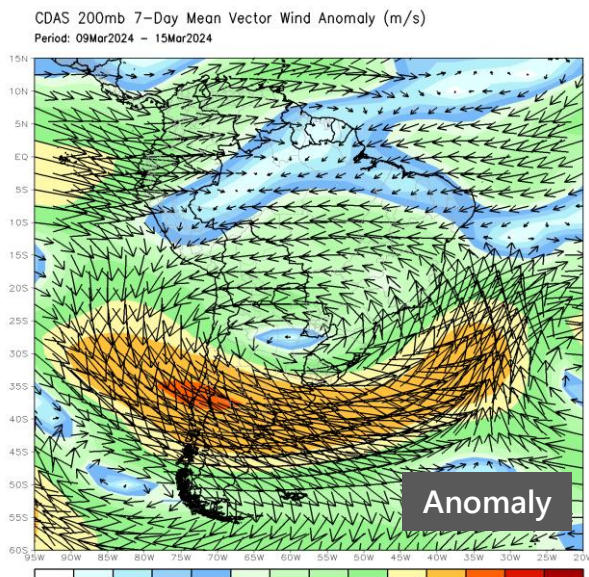 CDAS 200mb 7-Day Mean Vector Wind Anomaly (m/s)
Period: 09Mar2024 - 15Mar2024
15N
10N
5N
EQ
5S
10S
15S
20S
25S
30S
35S
40S
45S
50S
55S
60S
Anomaly
95W 90W 85W 80W 75W 70W 65W 60W 55W 50W 45W 40W 35W 30W 25W 20W